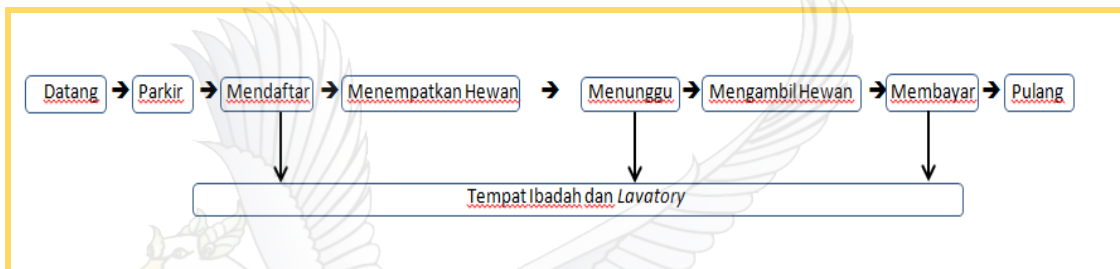 Datang → Parkir → Mendaftar → Menempatkan Hewan → Menunggu → Mengambil Hewan → Membayar → Pulang
Tempat Ibadah dan Lavatory